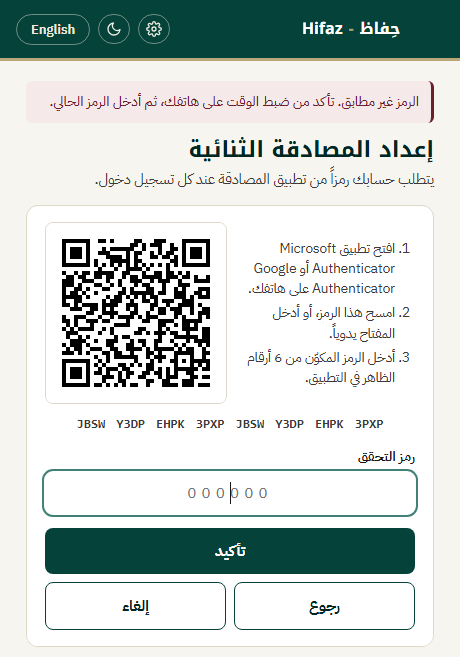 حِفاظ - Hifaz
English
الرمز غير مطابق. تأكد من ضبط الوقت على هاتفك، ثم أدخل الرمز الحالي.
إعداد المصادقة الثنائية
يتطلب حسابك رمزاً من تطبيق المصادقة عند كل تسجيل دخول.
1. افتح تطبيق Microsoft
Authenticator أو Google
Authenticator على هاتفك.
2. امسح هذا الرمز، أو أدخل
المفتاح يدوياً.
3. أدخل الرمز المكوّن من 6 أرقام
الظاهر في التطبيق.
JBSW Y3DP EHPK 3PXP JBSW Y3DP EHPK 3PXP
رمز التحقق
000000
تأكيد
رجوع
إلغاء